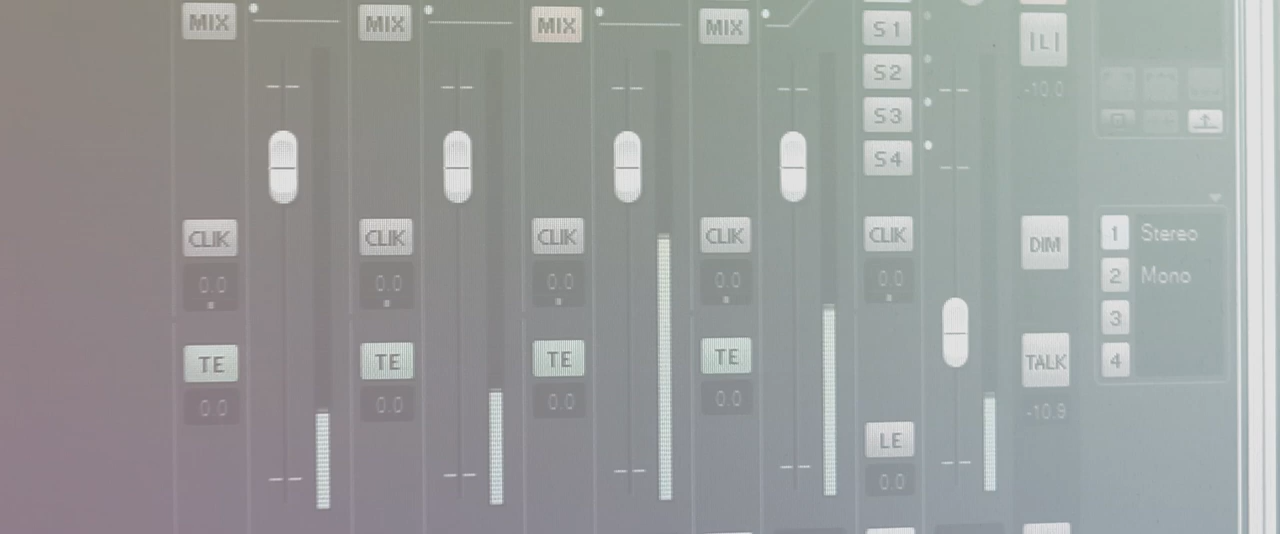 MIX MIX MIX MIX S1 |L|
S2
-10.0
S3
S4
CLIK CLIK CLIK CLIK CLIK DIM 1 Stereo
0.0 0.0 0.0 0.0 0.0 2 Mono
3
TE TE TE TE TALK 4
0.0 0.0 0.0 0.0 -10.9
LE
0.0